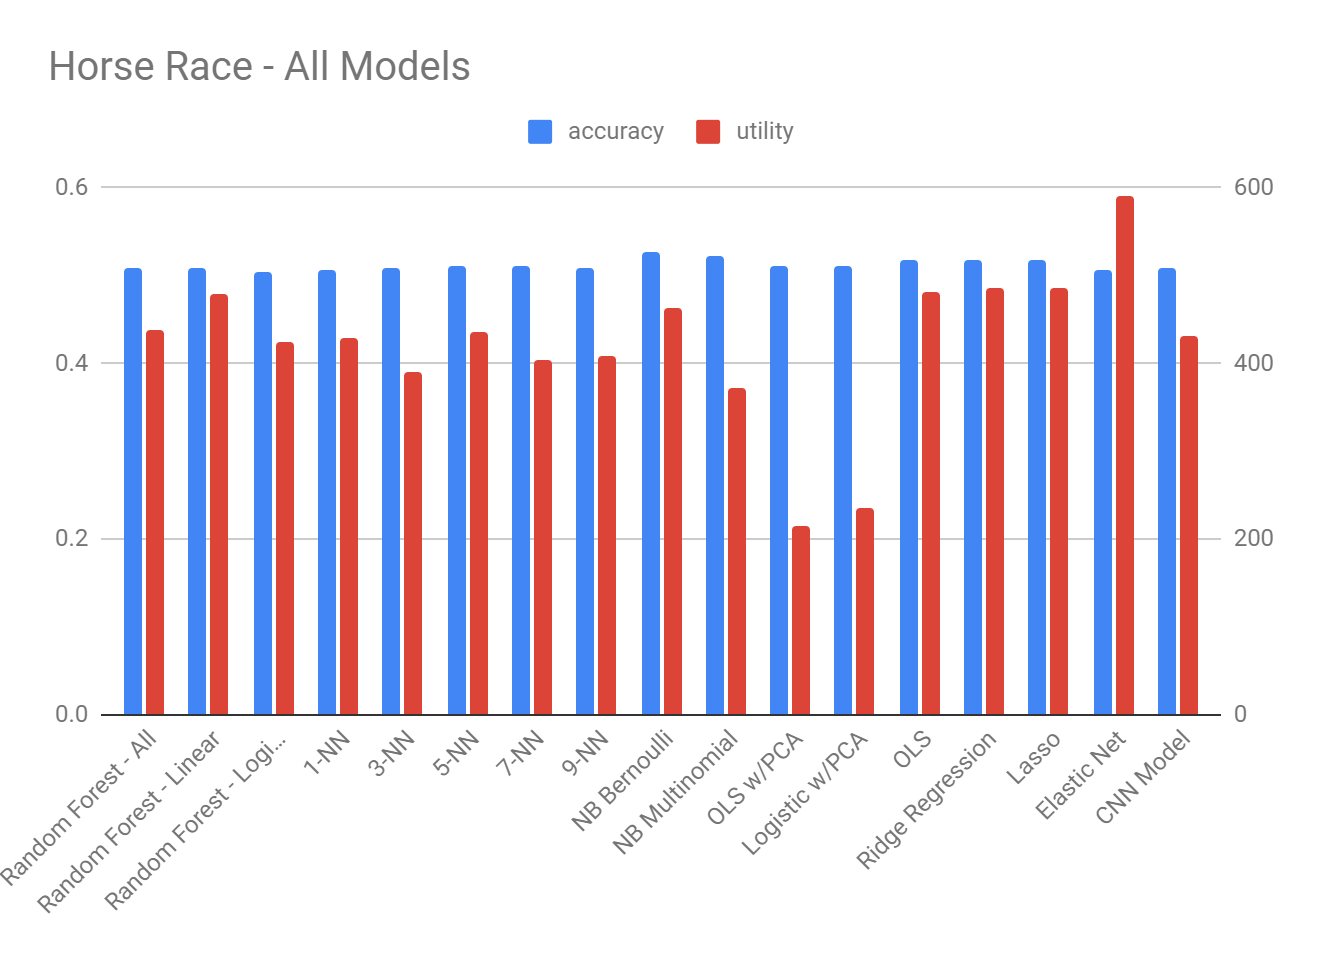 Horse Race - All Models
accuracy
utility
0.6
0.4
0.2
0.0
600
400
200
0
Random Forest - All
Random Forest - Linear
Random Forest - Logi...
1-NN
3-NN
5-NN
7-NN
9-NN
NB Bernoulli
NB Multinomial
OLS w/PCA
Logistic w/PCA
OLS
Ridge Regression
Lasso
Elastic Net
CNN Model